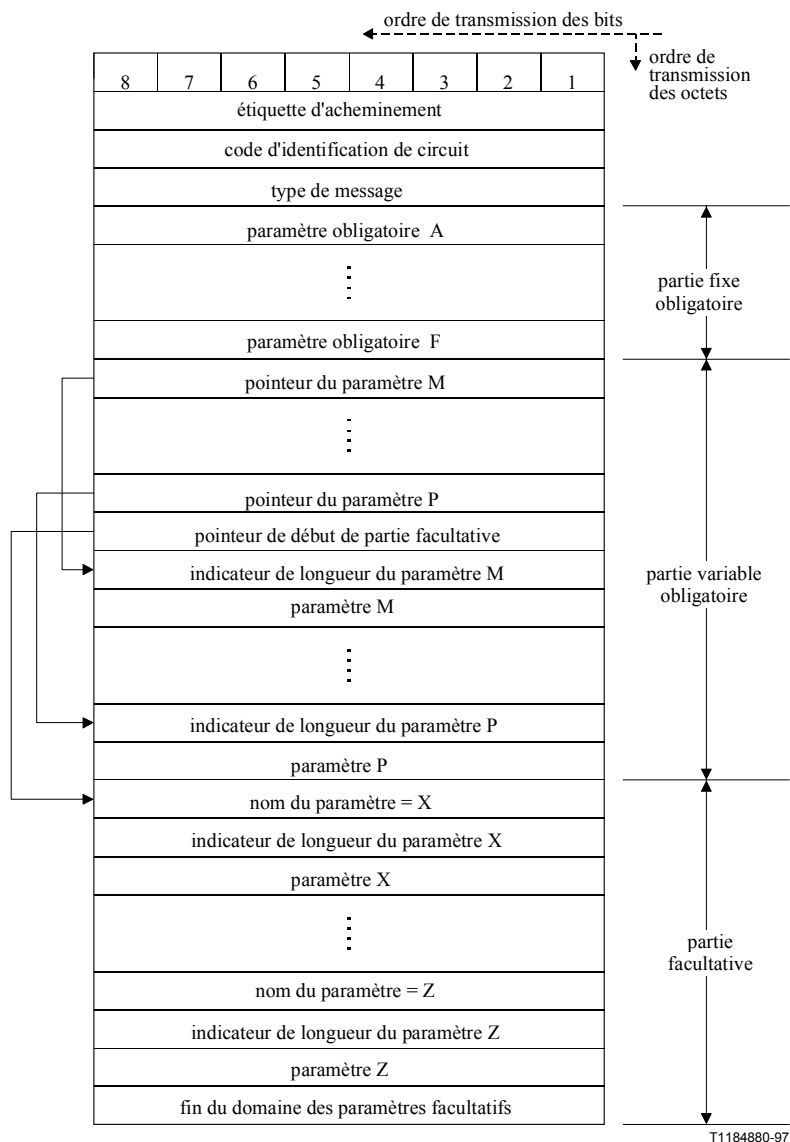 ordre de transmission des bits
ordre de
transmission
des octets
8 7 6 5 4 3 2 1
étiquette d'acheminement
code d'identification de circuit
type de message
paramètre obligatoire A
partie fixe
obligatoire
paramètre obligatoire F
pointeur du paramètre M
pointeur du paramètre P
pointeur de début de partie facultative
indicateur de longueur du paramètre M
partie variable
obligatoire
paramètre M
indicateur de longueur du paramètre P
paramètre P
nom du paramètre = X
indicateur de longueur du paramètre X
paramètre X
partie
facultative
nom du paramètre = Z
indicateur de longueur du paramètre Z
paramètre Z
fin du domaine des paramètres facultatifs
T1184880-97